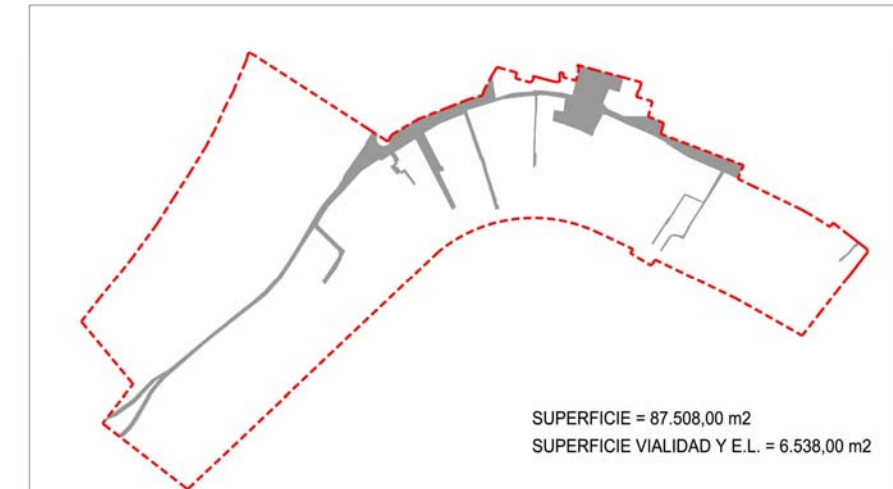 SUPERFICIE = 87.508,00 m2
SUPERFICIE VIALIDAD Y E.L. = 6.538,00 m2